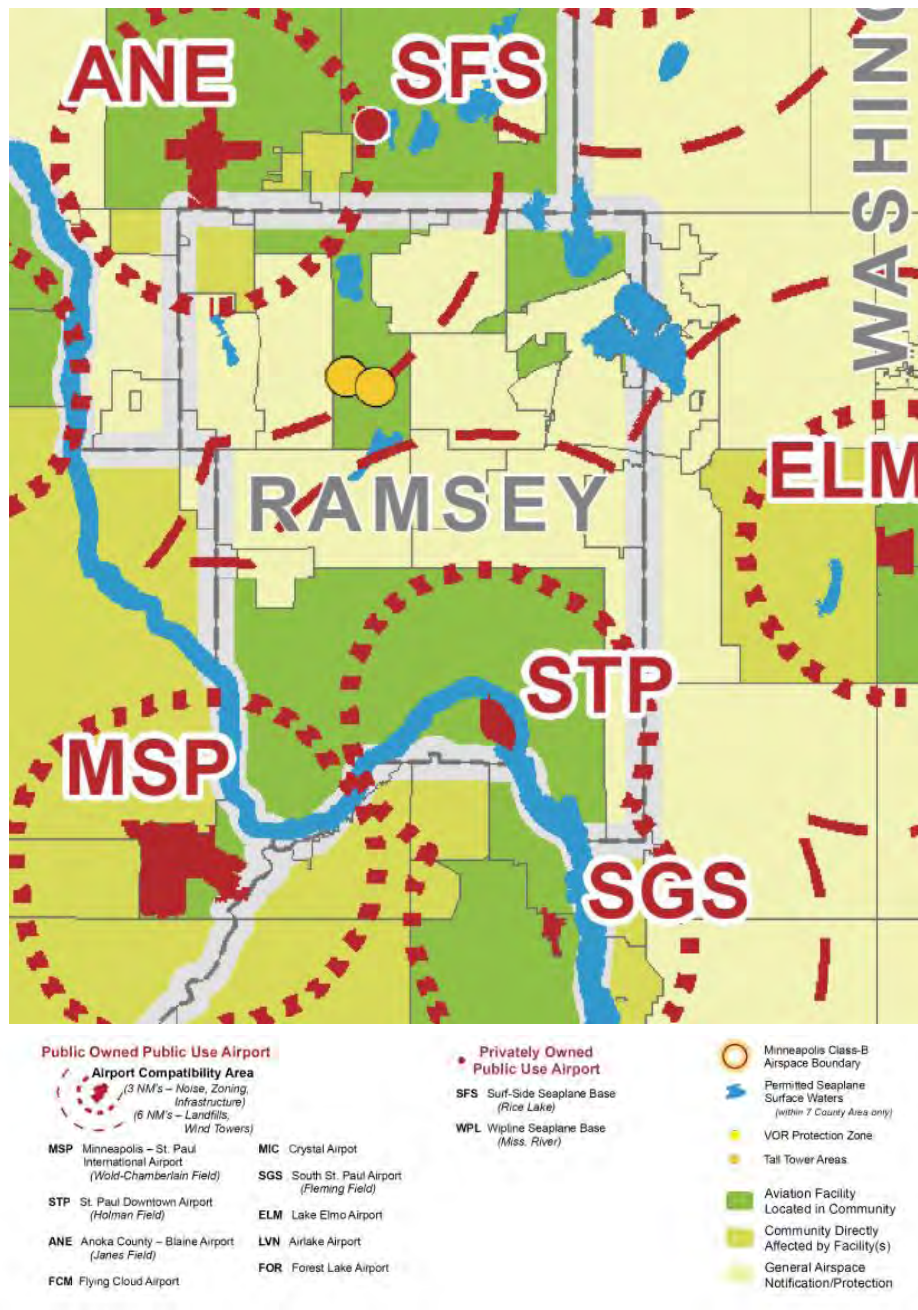 ANE
SFS
WASHING
RAMSEY
ELM
STP
MSP
SGS
Public Owned Public Use Airport
Airport Compatibility Area
(3 NM's – Noise, Zoning,
Infrastructure)
(6 NM's – Landfills,
Wind Towers)
MSP Minneapolis – St. Paul
International Airport
(Wold-Chamberlain Field)
STP St. Paul Downtown Airport
(Holman Field)
ANE Anoka County – Blaine Airport
(Janes Field)
FCM Flying Cloud Airport
MIC Crystal Airport
SGS South St. Paul Airport
(Fleming Field)
ELM Lake Elmo Airport
LVN Airlake Airport
FOR Forest Lake Airport
Privately Owned
Public Use Airport
SFS Surf-Side Seaplane Base
(Rice Lake)
WPL Wipline Seaplane Base
(Miss. River)
Minneapolis Class-B
Airspace Boundary
Permitted Seaplane
Surface Waters
(within 7 County Area only)
VOR Protection Zone
Tall Tower Areas
Aviation Facility
Located in Community
Community Directly
Affected by Facility(s)
General Airspace
Notification/Protection